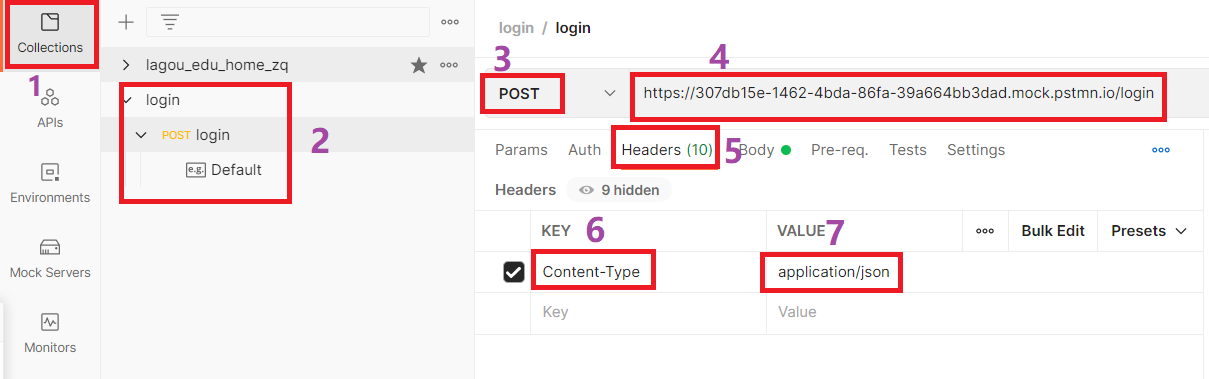 Collections
1
APIs
Environments
Mock Servers
Monitors
lagou_edu_home_zq
login
POST login
e.g. Default
2
login / login
3
4
POST
https://307db15e-1462-4bda-86fa-39a664bb3dad.mock.pstmn.io/login
Params Auth Headers (10) Body Pre-req. Tests Settings
5
Headers 9 hidden
6
7
KEY VALUE Bulk Edit Presets
Content-Type application/json
Key Value